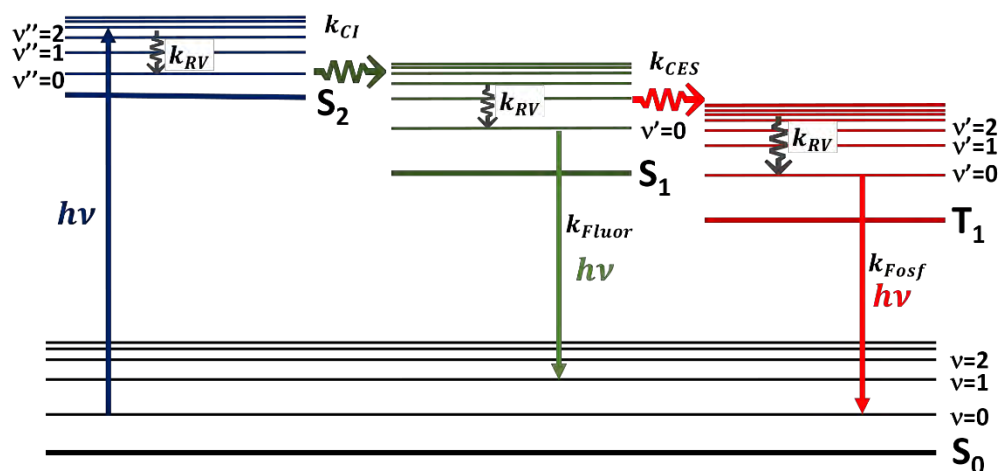 k_CI
ν''=2
ν''=1
k_RV
ν''=0
S₂
k_CES
k_RV
ν'=0
S₁
ν'=2
k_RV
ν'=1
ν'=0
T₁
hν
k_Fluor
hν
k_Fosf
hν
ν=2
ν=1
ν=0
S₀